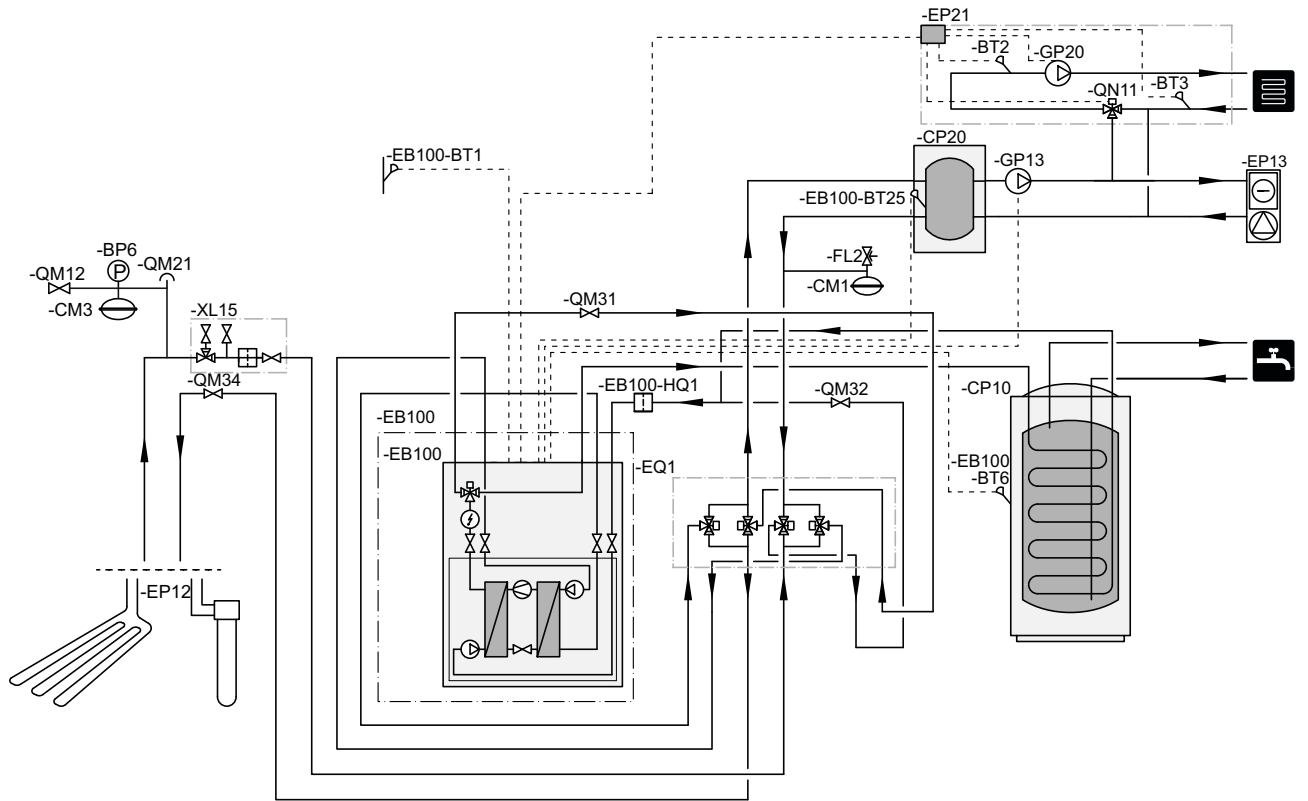 -EP21
-BT2
-GP20
-BT3
-QN11
-CP20
-GP13
-EB100-BT1
-EP13
-EB100-BT25
-BP6
-QM21
-FL2
-QM12
-CM1
-CM3
-XL15
-QM31
-QM34
-EB100-HQ1
-QM32
-CP10
-EB100
-EB100
-EQ1
-EB100
-BT6
-EP12
P